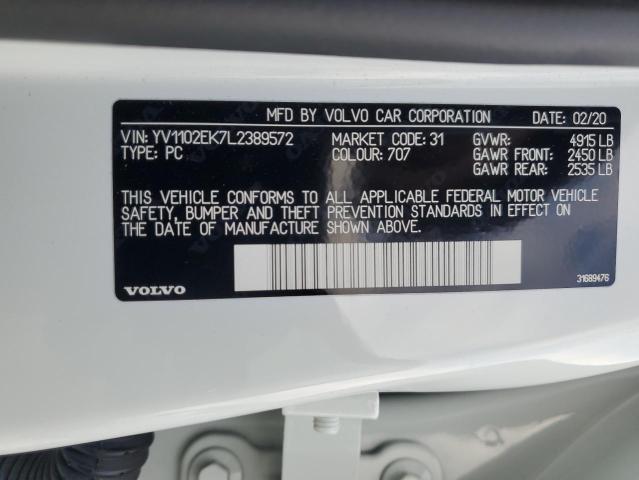 MFD BY VOLVO CAR CORPORATION DATE: 02/20
VIN: YV1102EK7L2389572 MARKET CODE: 31 GVWR: 4915 LB
TYPE: PC COLOUR: 707 GAWR FRONT: 2450 LB
GAWR REAR: 2535 LB
THIS VEHICLE CONFORMS TO ALL APPLICABLE FEDERAL MOTOR VEHICLE
SAFETY, BUMPER AND THEFT PREVENTION STANDARDS IN EFFECT ON
THE DATE OF MANUFACTURE SHOWN ABOVE.
VOLVO 31689476